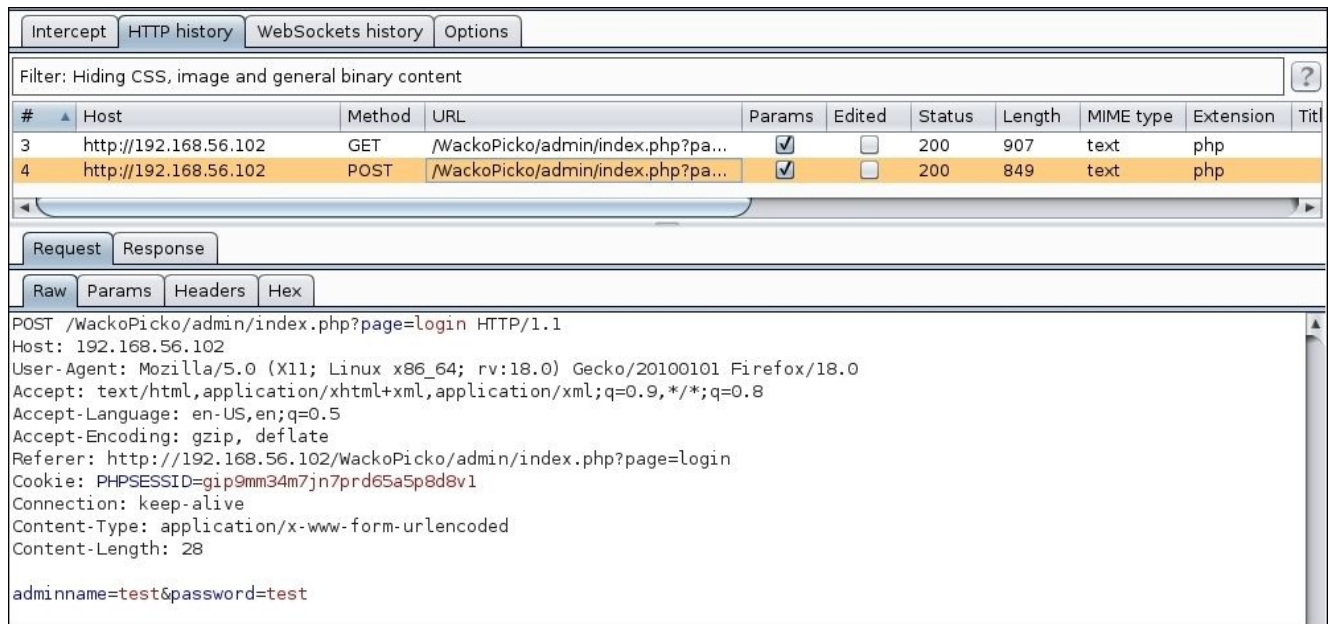 Intercept HTTP history WebSockets history Options
Filter: Hiding CSS, image and general binary content ?
# Host Method URL Params Edited Status Length MIME type Extension Titl
3 http://192.168.56.102 GET /WackoPicko/admin/index.php?pa... 200 907 text php
4 http://192.168.56.102 POST /WackoPicko/admin/index.php?pa... 200 849 text php
Request Response
Raw Params Headers Hex
POST /WackoPicko/admin/index.php?page=login HTTP/1.1
Host: 192.168.56.102
User-Agent: Mozilla/5.0 (X11; Linux x86_64; rv:18.0) Gecko/20100101 Firefox/18.0
Accept: text/html,application/xhtml+xml,application/xml;q=0.9,*/*;q=0.8
Accept-Language: en-US,en;q=0.5
Accept-Encoding: gzip, deflate
Referer: http://192.168.56.102/WackoPicko/admin/index.php?page=login
Cookie: PHPSESSID=gip9mm34m7jn7prd65a5p8d8v1
Connection: keep-alive
Content-Type: application/x-www-form-urlencoded
Content-Length: 28
adminname=test&password=test